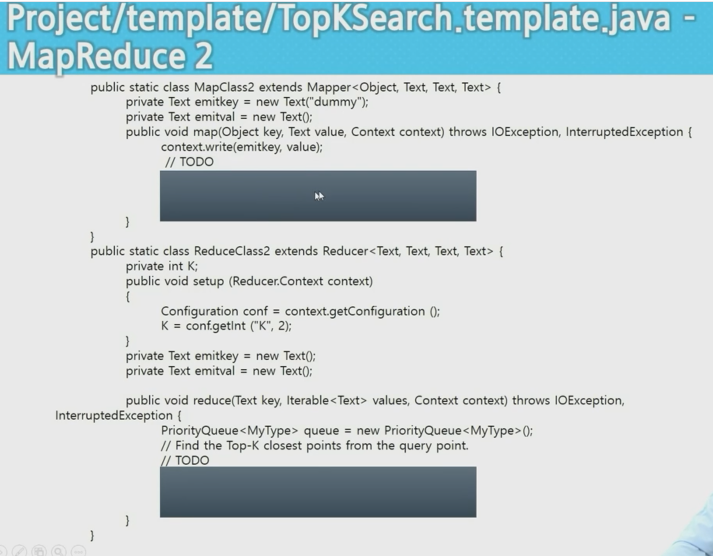 Project/template/TopKSearch.template.java -
MapReduce 2
public static class MapClass2 extends Mapper<Object, Text, Text, Text> {
private Text emitkey = new Text("dummy");
private Text emitval = new Text();
public void map(Object key, Text value, Context context) throws IOException, InterruptedException {
context.write(emitkey, value);
// TODO
}
}
public static class ReduceClass2 extends Reducer<Text, Text, Text, Text> {
private int K;
public void setup (Reducer.Context context)
{
Configuration conf = context.getConfiguration ();
K = conf.getInt ("K", 2);
}
private Text emitkey = new Text();
private Text emitval = new Text();
public void reduce(Text key, Iterable<Text> values, Context context) throws IOException,
InterruptedException {
PriorityQueue<MyType> queue = new PriorityQueue<MyType>();
// Find the Top-K closest points from the query point.
// TODO
}
}